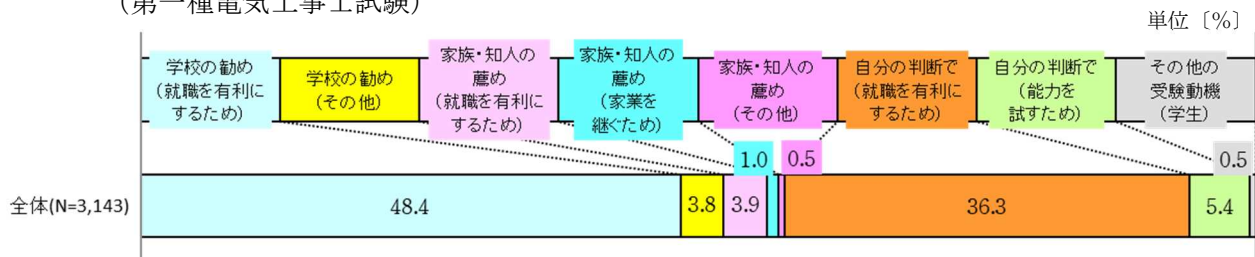 (第一種電気工事士試験)
単位〔%〕
学校の勧め
(就職を有利に
するため)
学校の勧め
(その他)
家族・知人の
薦め
(就職を有利に
するため)
家族・知人の
薦め
(家業を
継ぐため)
家族・知人の
薦め
(その他)
自分の判断で
(就職を有利に
するため)
自分の判断で
(能力を
試すため)
その他の
受験動機
(学生)
1.0
0.5
0.5
全体(N=3,143)
48.4
3.8
3.9
36.3
5.4